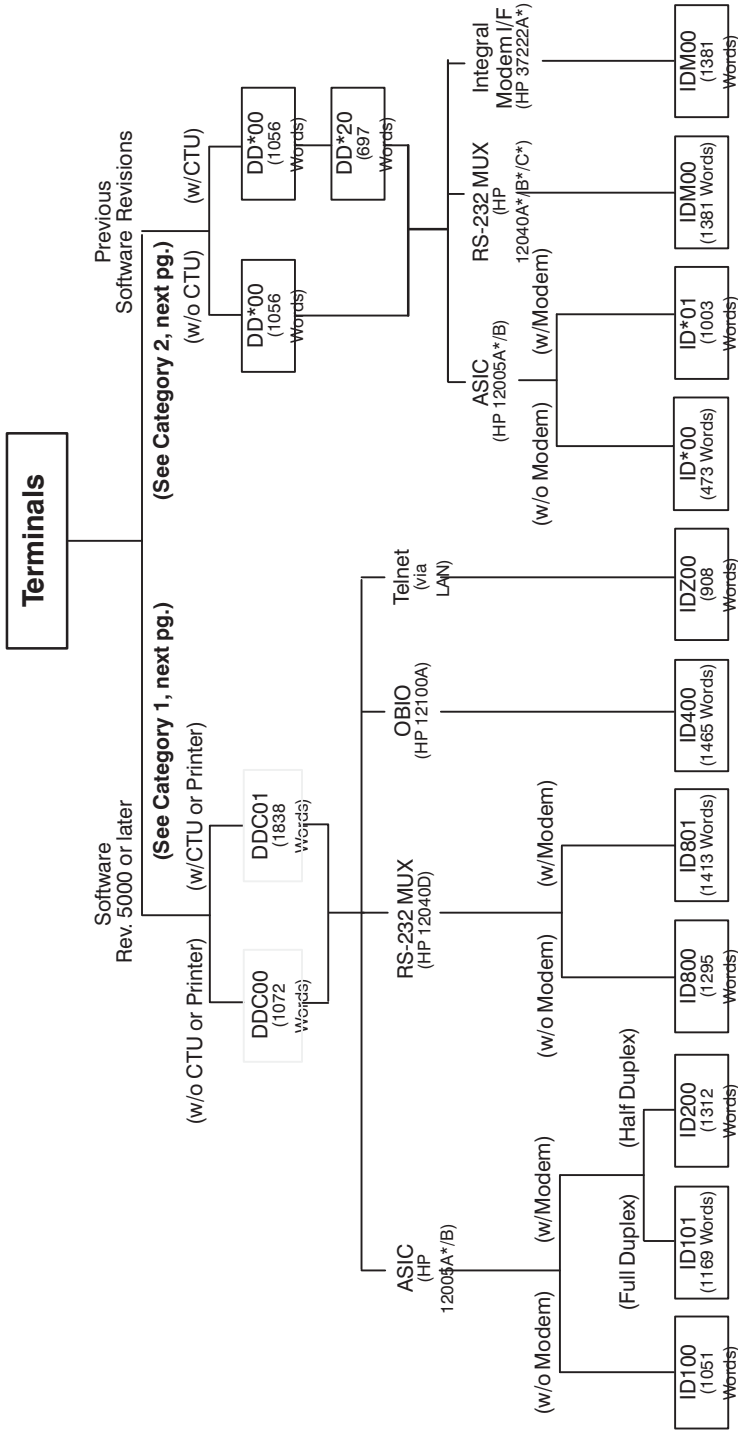 Terminals
Software
Rev. 5000 or later
(See Category 1, next pg.)
(w/o CTU or Printer)
(w/CTU or Printer)
DDC00
(1072
Words)
DDC01
(1838
Words)
ASIC
(HP
12005A*/B)
(w/o Modem)
(w/Modem)
(Full Duplex)
(Half Duplex)
ID100
(1051
Words)
ID101
(1169 Words)
ID200
(1312
Words)
RS-232 MUX
(HP 12040D)
(w/o Modem)
(w/Modem)
ID800
(1295
Words)
ID801
(1413 Words)
OBIO
(HP 12100A)
ID400
(1465 Words)
Telnet
(via
LAN)
IDZ00
(908
Words)
Previous
Software Revisions
(See Category 2, next pg.)
(w/o CTU)
(w/CTU)
DD*00
(1056
Words)
DD*00
(1056
Words)
DD*20
(697
Words)
ASIC
(HP 12005A*/B)
(w/o Modem)
(w/Modem)
ID*00
(473 Words)
ID*01
(1003
Words)
RS-232 MUX
(HP
12040A*/B*/C*)
IDM00
(1381 Words)
Integral
Modem I/F
(HP 37222A*)
IDM00
(1381
Words)